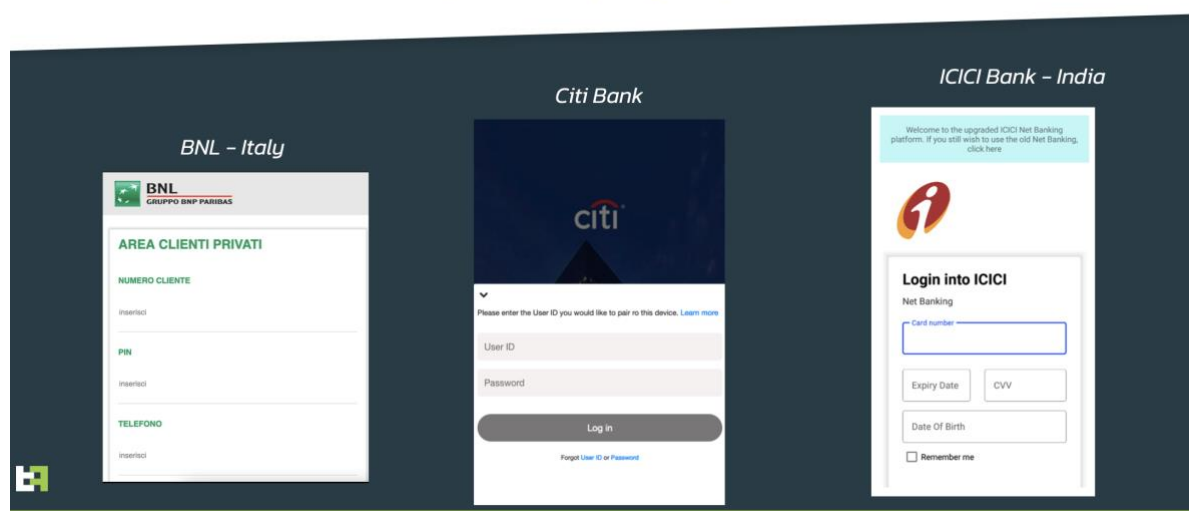 BNL – Italy
BNL
GRUPPO BNP PARIBAS
AREA CLIENTI PRIVATI
NUMERO CLIENTE
inserisci
PIN
inserisci
TELEFONO
inserisci
Citi Bank
citi
Please enter the User ID you would like to pair ro this device. Learn more
User ID
Password
Log in
Forgot User ID or Password
ICICI Bank – India
Welcome to the upgraded ICICI Net Banking
platform. If you still wish to use the old Net Banking,
click here
Login into ICICI
Net Banking
Card number
Expiry Date
CVV
Date Of Birth
Remember me